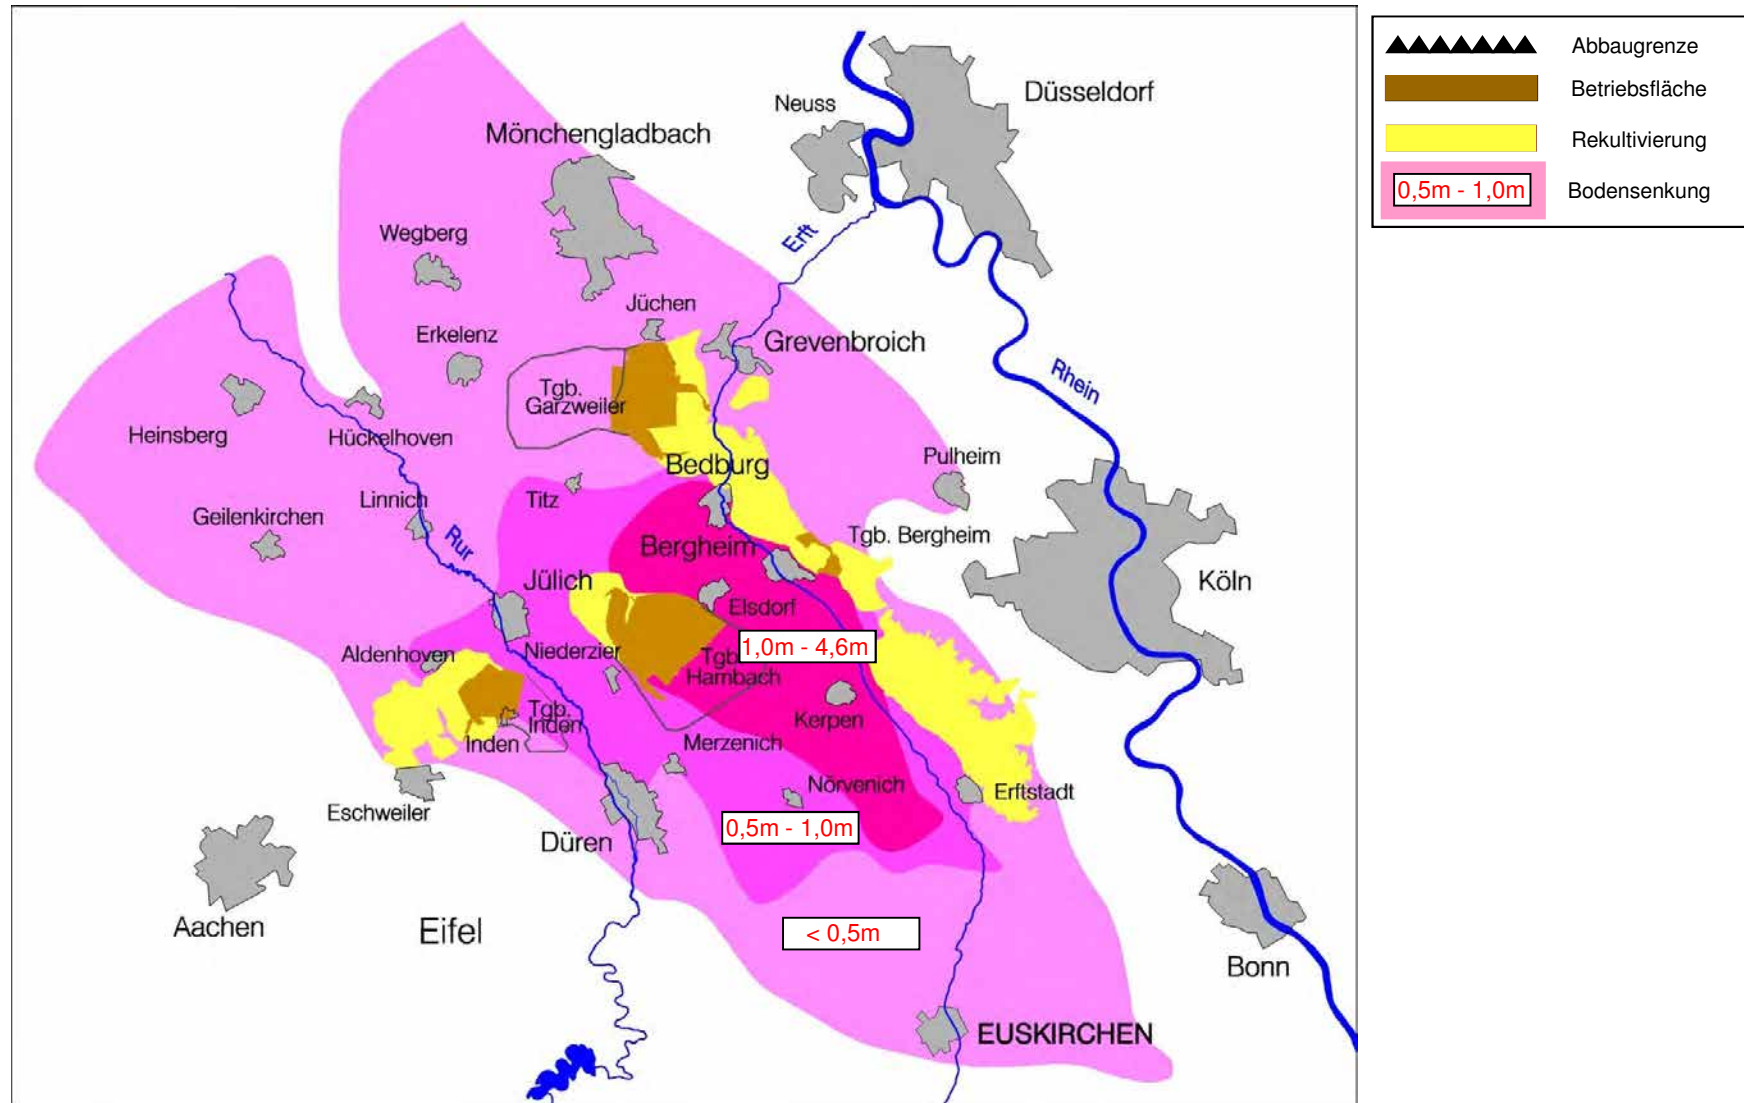 Abbaugrenze
Betriebsfläche
Rekultivierung
0,5m - 1,0m
Bodensenkung
Düsseldorf
Neuss
Mönchengladbach
Wegberg
Erft
Jüchen
Erkelenz
Grevenbroich
Rhein
Tgb.
Garzweiler
Heinsberg
Hückelhoven
Bedburg
Pulheim
Titz
Linnich
Geilenkirchen
Rur
Tgb. Bergheim
Bergheim
Jülich
Köln
Elsdorf
1,0m - 4,6m
Niederzier
Aldenhoven
Tgb.
Hambach
Tgb.
Inden
Kerpen
Inden
Merzenich
Nörvenich
Erftstadt
Eschweiler
0,5m - 1,0m
Düren
Aachen
Eifel
< 0,5m
Bonn
EUSKIRCHEN